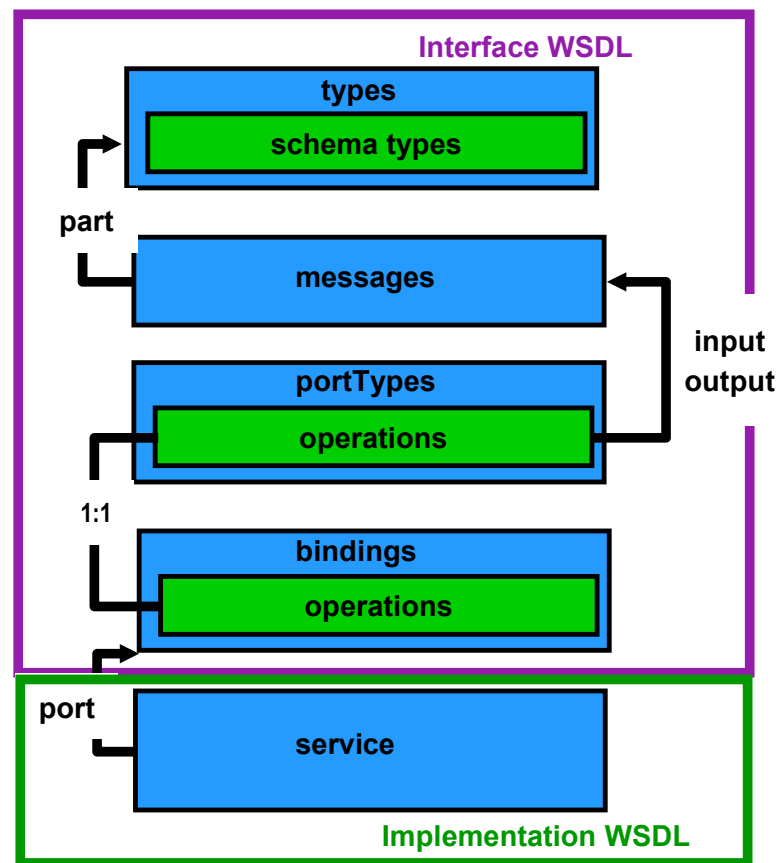 Interface WSDL
types
schema types
part
messages
input
output
portTypes
operations
1:1
bindings
operations
port
service
Implementation WSDL